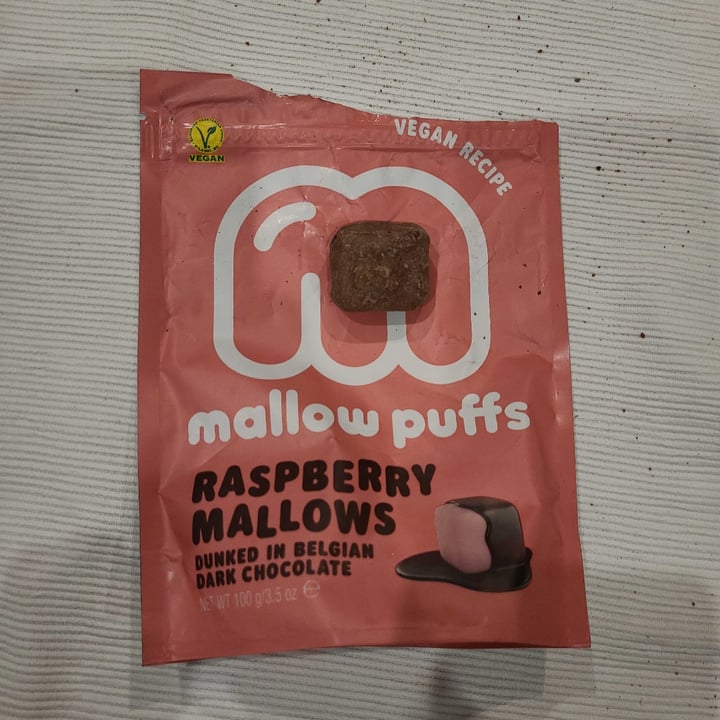 VEGAN RECIPE
VEGAN
mallow puffs
RASPBERRY
MALLOWS
DUNKED IN BELGIAN
DARK CHOCOLATE
NET WT 100 g/3.5 oz ℮